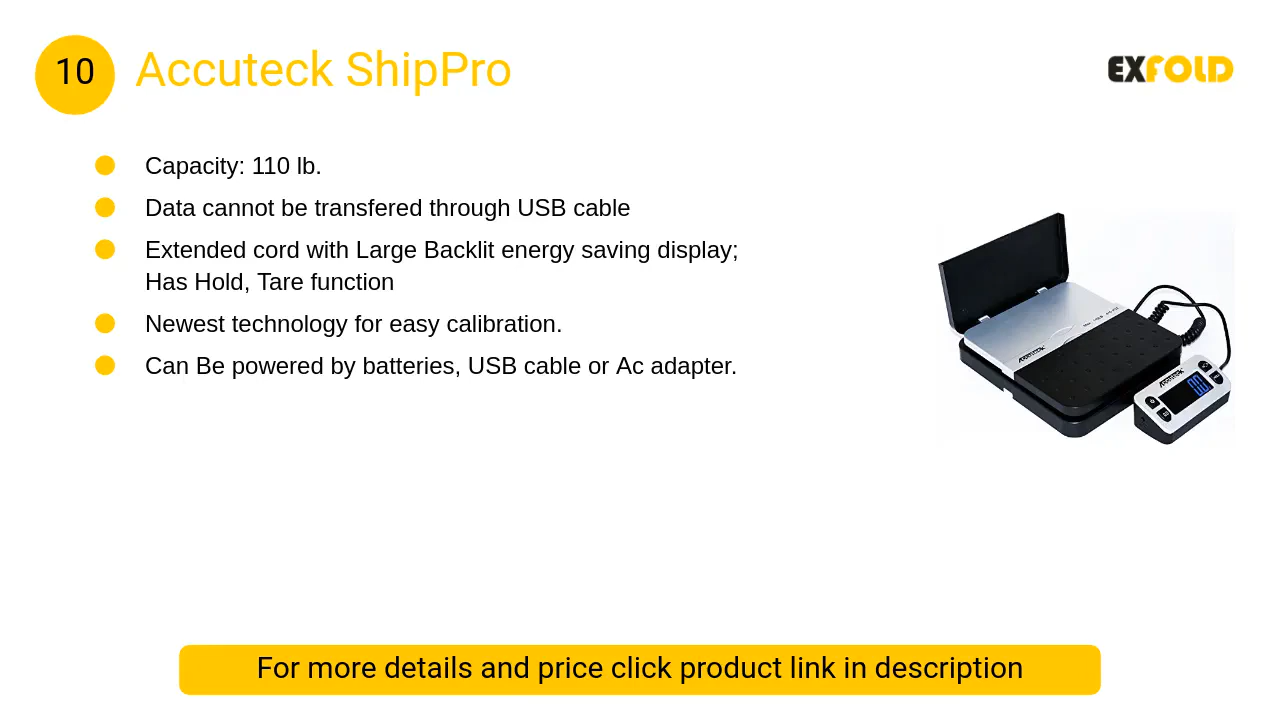 10
Accuteck ShipPro
EXFOLD
Capacity: 110 lb.
Data cannot be transfered through USB cable
Extended cord with Large Backlit energy saving display;
Has Hold, Tare function
Newest technology for easy calibration.
Can Be powered by batteries, USB cable or Ac adapter.
For more details and price click product link in description